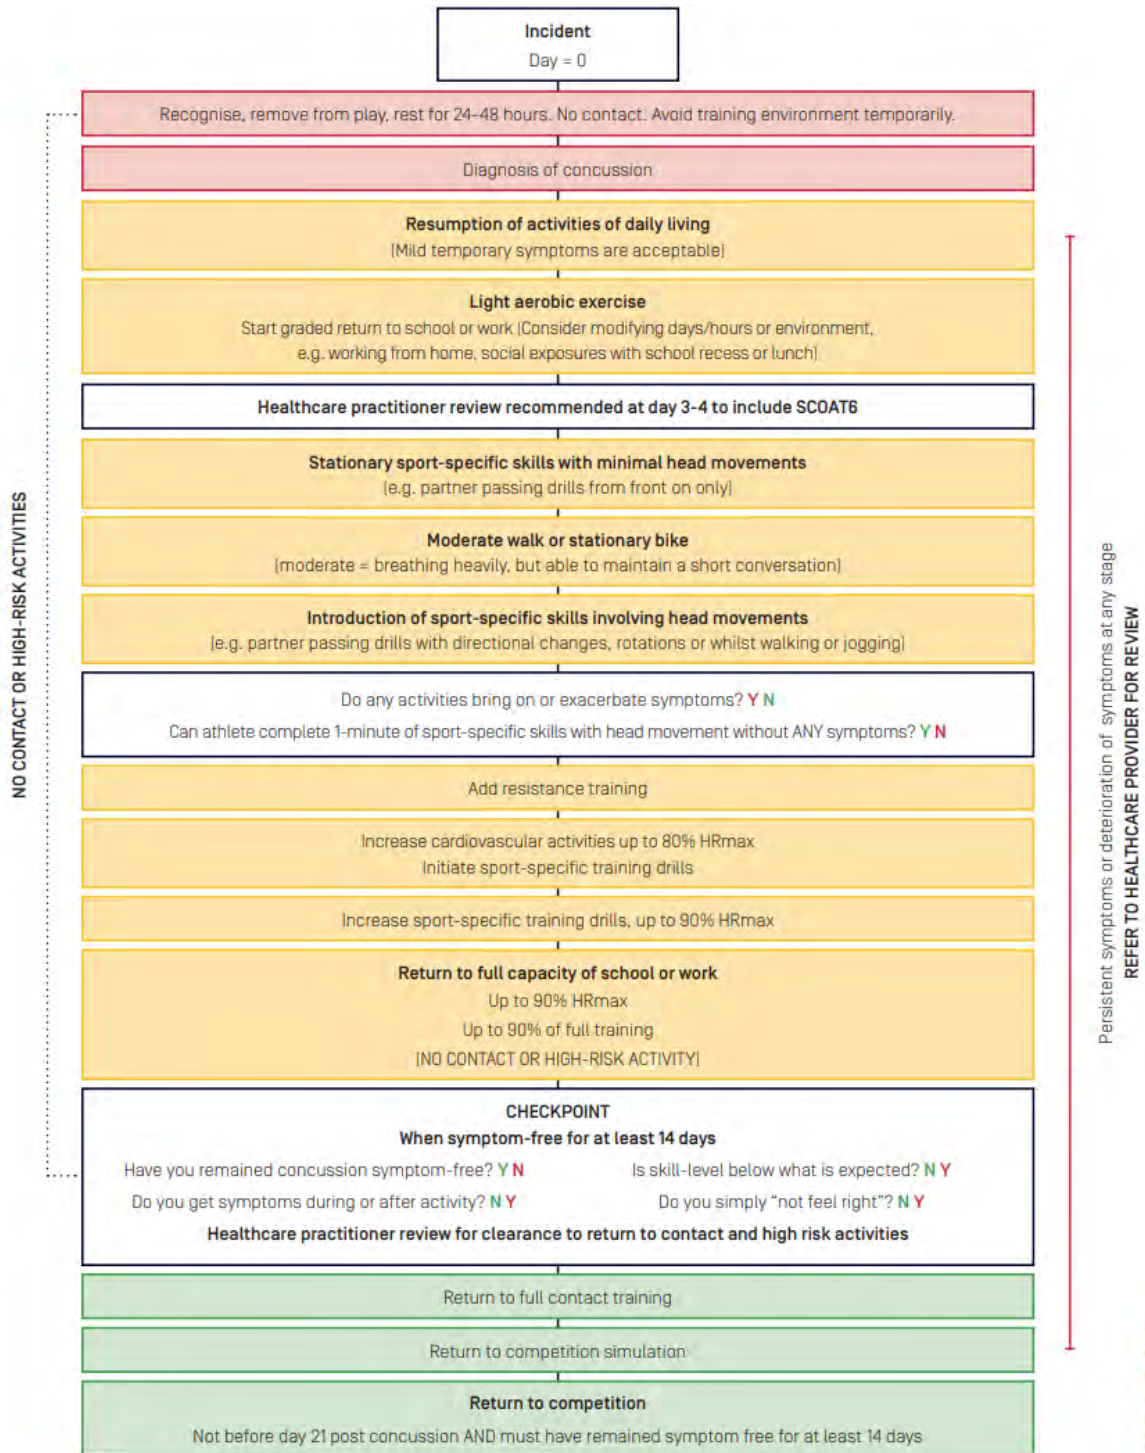 Incident
Day = 0
Recognise, remove from play, rest for 24-48 hours. No contact. Avoid training environment temporarily.
Diagnosis of concussion
Resumption of activities of daily living
[Mild temporary symptoms are acceptable]
Light aerobic exercise
Start graded return to school or work [Consider modifying days/hours or environment,
e.g. working from home, social exposures with school recess or lunch]
Healthcare practitioner review recommended at day 3-4 to include SCOAT6
Stationary sport-specific skills with minimal head movements
[e.g. partner passing drills from front on only]
Moderate walk or stationary bike
[moderate = breathing heavily, but able to maintain a short conversation]
Introduction of sport-specific skills involving head movements
[e.g. partner passing drills with directional changes, rotations or whilst walking or jogging]
Do any activities bring on or exacerbate symptoms? Y N
Can athlete complete 1-minute of sport-specific skills with head movement without ANY symptoms? Y N
Add resistance training
Increase cardiovascular activities up to 80% HRmax
Initiate sport-specific training drills
Increase sport-specific training drills, up to 90% HRmax
Return to full capacity of school or work
Up to 90% HRmax
Up to 90% of full training
[NO CONTACT OR HIGH-RISK ACTIVITY]
CHECKPOINT
When symptom-free for at least 14 days
Have you remained concussion symptom-free? Y N
Is skill-level below what is expected? N Y
Do you get symptoms during or after activity? N Y
Do you simply "not feel right"? N Y
Healthcare practitioner review for clearance to return to contact and high risk activities
Return to full contact training
Return to competition simulation
Return to competition
Not before day 21 post concussion AND must have remained symptom free for at least 14 days
NO CONTACT OR HIGH-RISK ACTIVITIES
Persistent symptoms or deterioration of symptoms at any stage
REFER TO HEALTHCARE PROVIDER FOR REVIEW